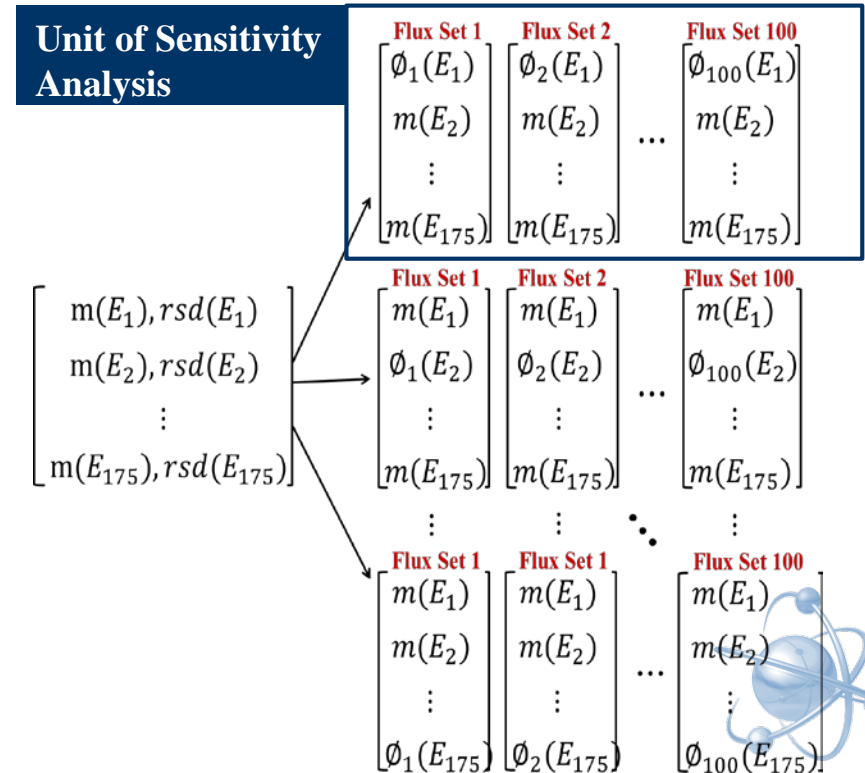 Unit of Sensitivity
Analysis
Flux Set 1 Flux Set 2 Flux Set 100
∅₁(E₁) ∅₂(E₁) ∅₁₀₀(E₁)
m(E₂) m(E₂) ... m(E₂)
⋮ ⋮ ⋮
m(E₁₇₅) m(E₁₇₅) m(E₁₇₅)
Flux Set 1 Flux Set 2 Flux Set 100
m(E₁), rsd(E₁) m(E₁) m(E₁) m(E₁)
m(E₂), rsd(E₂) ∅₁(E₂) ∅₂(E₂) ... ∅₁₀₀(E₂)
⋮ ⋮ ⋮ ⋮
m(E₁₇₅), rsd(E₁₇₅) m(E₁₇₅) m(E₁₇₅) m(E₁₇₅)
⋮ ⋮ ⋱ ⋮
Flux Set 1 Flux Set 1 Flux Set 100
m(E₁) m(E₁) m(E₁)
m(E₂) m(E₂) ... m(E₂)
⋮ ⋮ ⋮
∅₁(E₁₇₅) ∅₂(E₁₇₅) ∅₁₀₀(E₁₇₅)